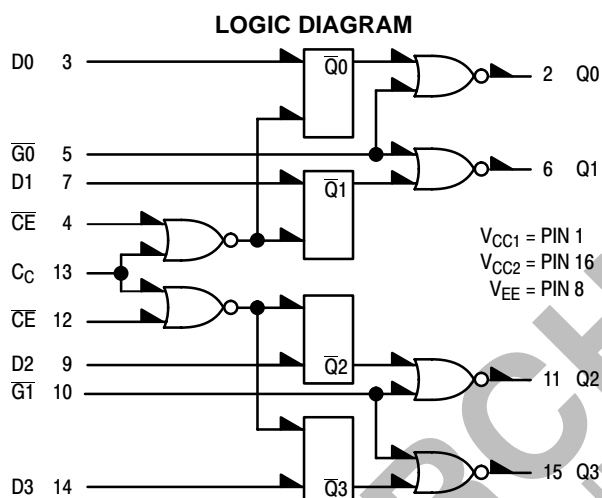 LOGIC DIAGRAM
D0 3
Q̅0
2 Q0
G̅0̅ 5
D1 7
Q̅1
6 Q1
C̅E̅ 4
VCC1 = PIN 1
VCC2 = PIN 16
VEE = PIN 8
CC 13
C̅E̅ 12
D2 9
Q̅2
11 Q2
G̅1̅ 10
D3 14
Q̅3
15 Q3